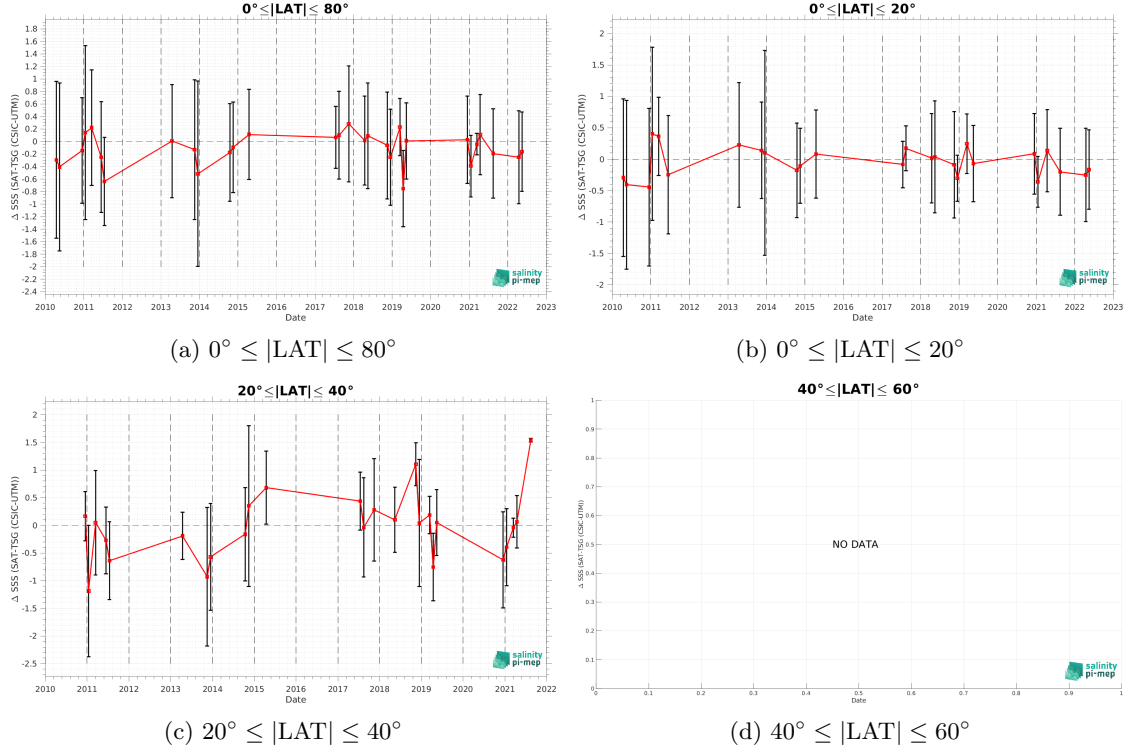 0°≤|LAT|≤ 80°
Δ SSS (SAT-TSG (CSIC-UTM))
1.8
1.6
1.4
1.2
1
0.8
0.6
0.4
0.2
0
-0.2
-0.4
-0.6
-0.8
-1
-1.2
-1.4
-1.6
-1.8
-2
-2.2
-2.4
2010 2011 2012 2013 2014 2015 2016 2017 2018 2019 2020 2021 2022 2023
Date
salinity
pi-mep
(a) 0° ≤ |LAT| ≤ 80°
0°≤|LAT|≤ 20°
Δ SSS (SAT-TSG (CSIC-UTM))
2
1.5
1
0.5
0
-0.5
-1
-1.5
-2
2010 2011 2012 2013 2014 2015 2016 2017 2018 2019 2020 2021 2022 2023
Date
salinity
pi-mep
(b) 0° ≤ |LAT| ≤ 20°
20°≤|LAT|≤ 40°
Δ SSS (SAT-TSG (CSIC-UTM))
2
1.5
1
0.5
0
-0.5
-1
-1.5
-2
-2.5
2010 2011 2012 2013 2014 2015 2016 2017 2018 2019 2020 2021 2022
Date
salinity
pi-mep
(c) 20° ≤ |LAT| ≤ 40°
40°≤|LAT|≤ 60°
Δ SSS (SAT-TSG (CSIC-UTM))
1
0.9
0.8
0.7
0.6
0.5
0.4
0.3
0.2
0.1
0
NO DATA
0 0.1 0.2 0.3 0.4 0.5 0.6 0.7 0.8 0.9 1
Date
salinity
pi-mep
(d) 40° ≤ |LAT| ≤ 60°